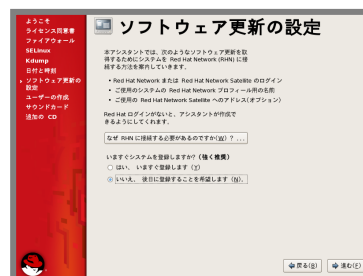 ようこそ
ライセンス同意書
ファイアウォール
SELinux
Kdump
日付と時刻
ソフトウェア更新の
設定
ユーザーの作成
サウンドカード
追加の CD
ソフトウェア更新の設定
本アシスタントでは、次のようなソフトウェア更新を取
得するためにシステムを Red Hat Network (RHN) に接
続する方法を案内していきます。
• Red Hat Network または Red Hat Network Satellite のログイン
• ご使用のシステムの Red Hat Network プロフィール用の名前
• ご使用の Red Hat Network Satellite へのアドレス(オプション)
Red Hat ログインがないと、アシスタントが作成で
きるようにしてくれます。
なぜ RHN に接続する必要があるのですか(W) ? ...
いますぐシステムを登録しますか? (強く推奨)
はい、 いますぐ登録します (Y)
いいえ、 後日に登録することを希望します (N)。
戻る(B)
進む(F)